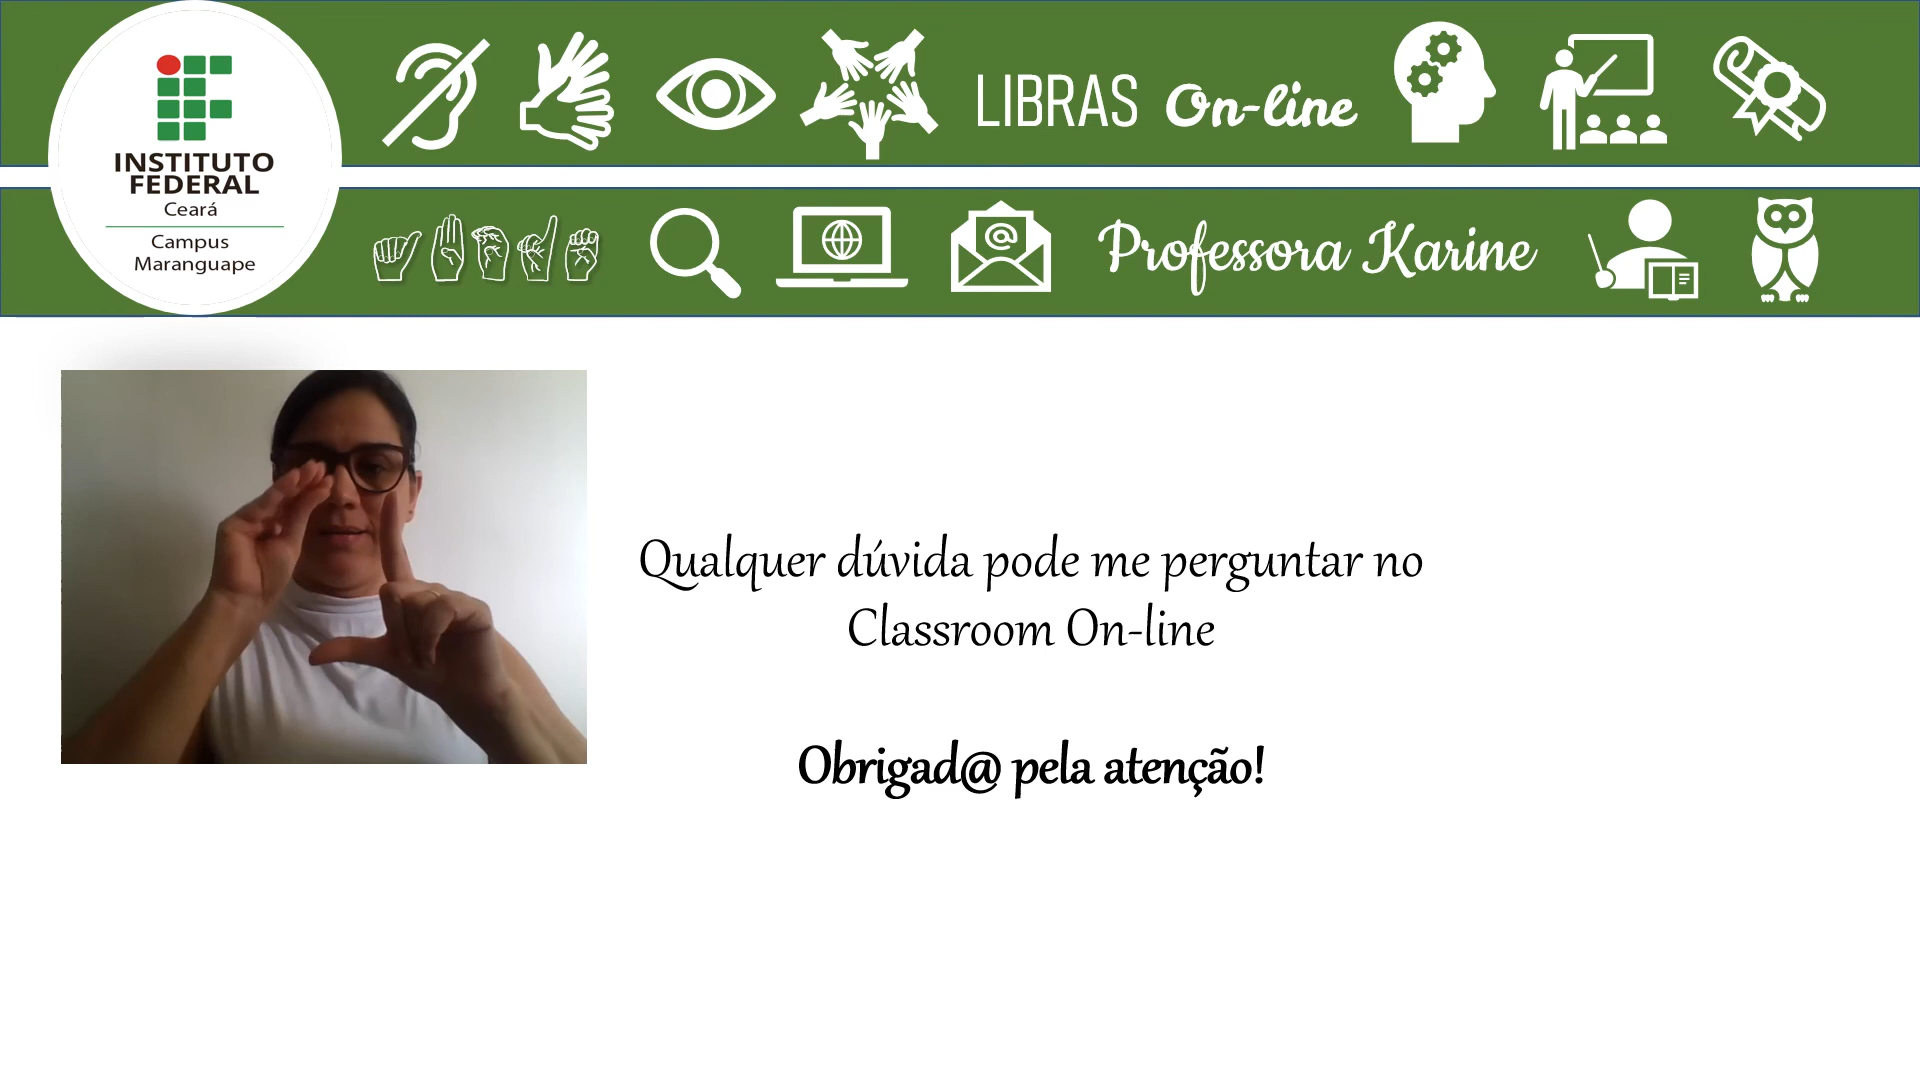 INSTITUTO
FEDERAL
Ceará
Campus
Maranguape
LIBRAS On-line
@
Professora Karine
Qualquer dúvida pode me perguntar no
Classroom On-line
Obrigad@ pela atenção!